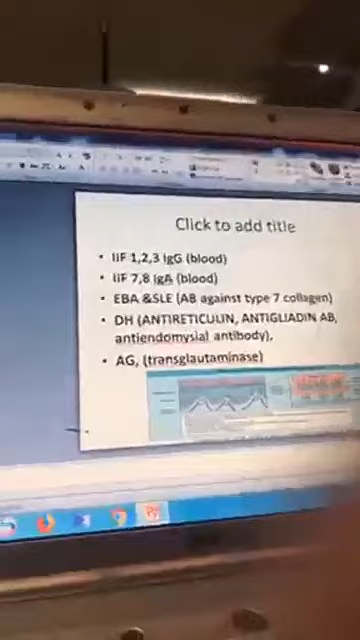 Click to add title
• IIF 1,2,3 IgG (blood)
• IIF 7,8 IgA (blood)
• EBA &SLE (AB against type 7 collagen)
• DH (ANTIRETICULIN, ANTIGLIADIN AB,
antiendomysial antibody),
• AG, (transglautaminase)